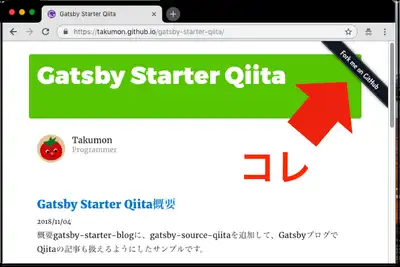 Gatsby Starter Qiita
https://takumon.github.io/gatsby-starter-qiita/
Fork me on GitHub
Gatsby Starter Qiita
Takumon
Programmer
コレ
Gatsby Starter Qiita概要
2018/11/04
概要gatsby-starter-blogに、gatsby-source-qiitaを追加して、Gatsbyブログで
Qiitaの記事も扱えるようにしたサンプルです。